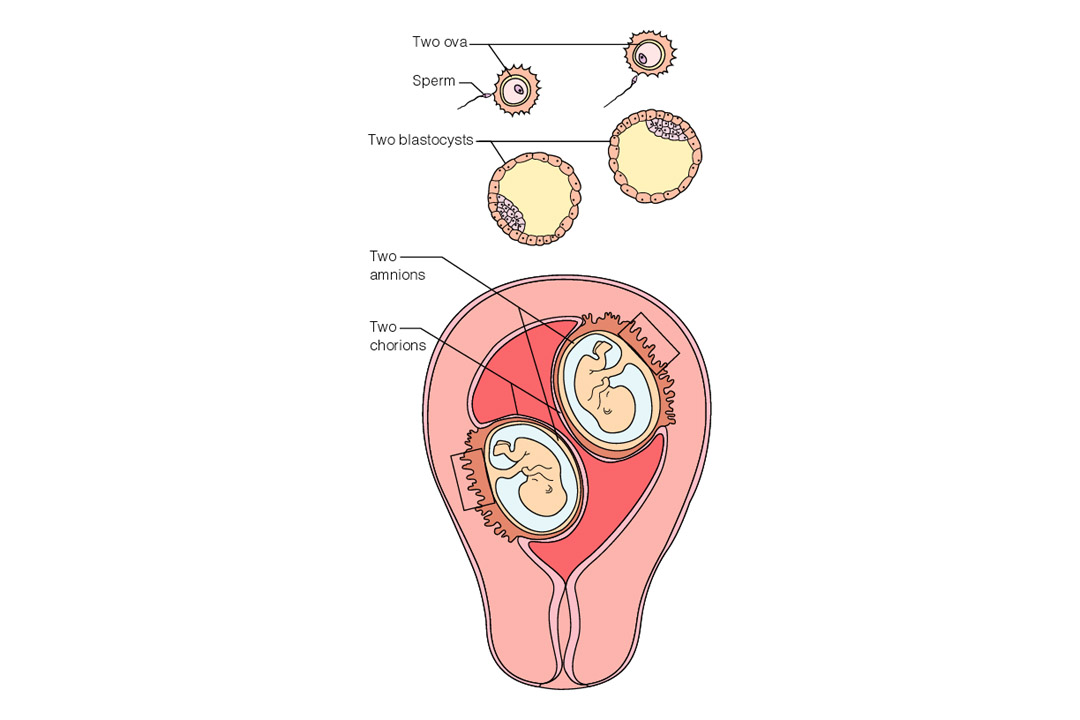 Two ova
Sperm
Two blastocysts
Two
amnions
Two
chorions